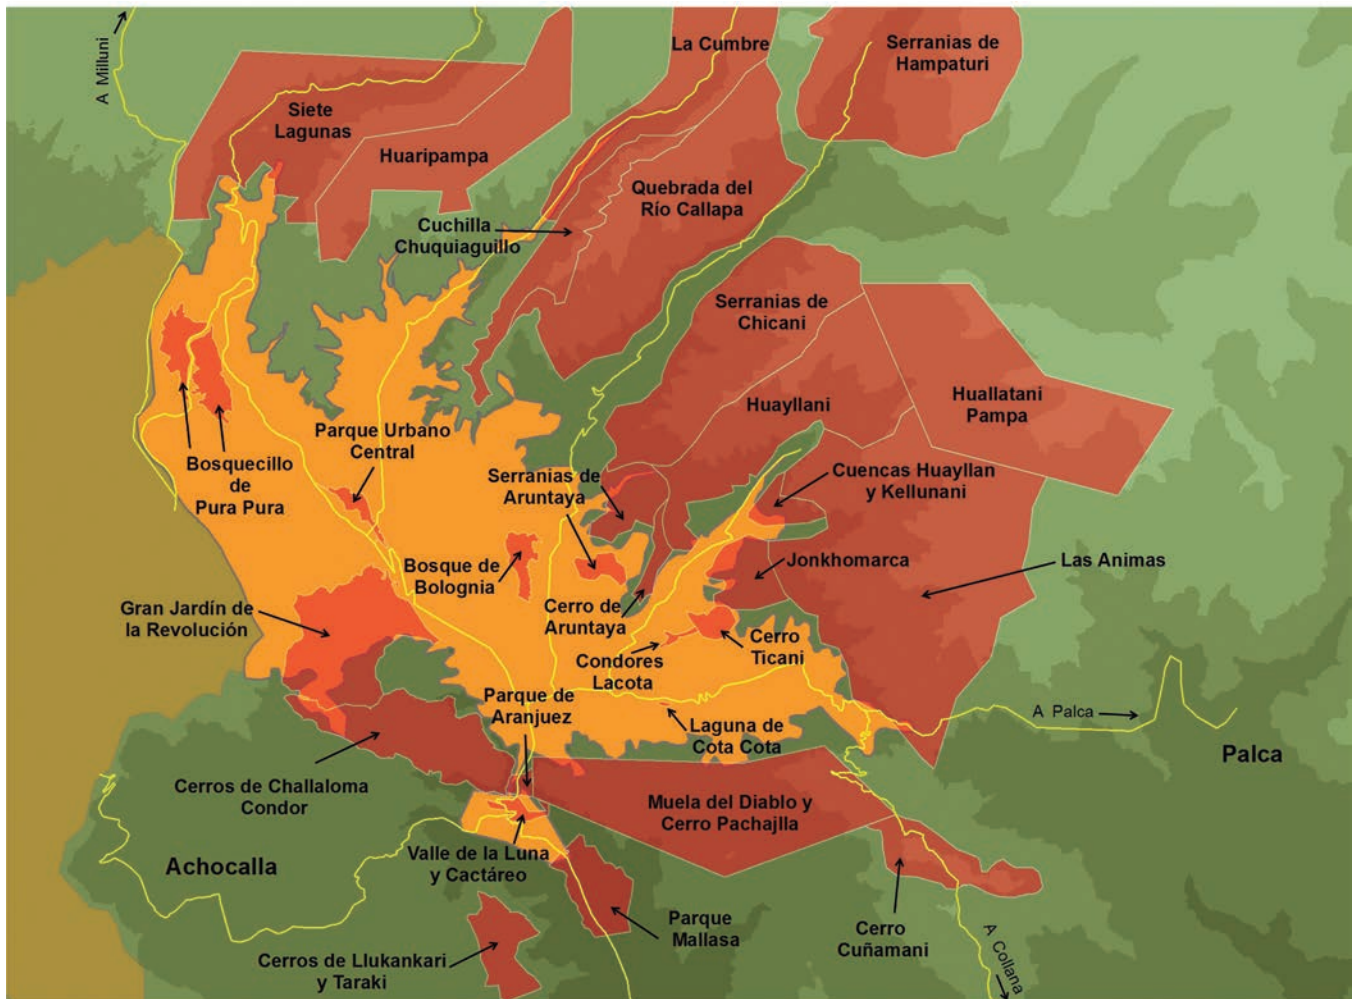 A Milluni
La Cumbre
Serranias de
Hampaturi
Siete
Lagunas
Huaripampa
Quebrada del
Río Callapa
Cuchilla
Chuquiaguillo
Serranias de
Chicani
Huayllani
Huallatani
Pampa
Parque Urbano
Central
Bosquecillo
de
Pura Pura
Serranias de
Aruntaya
Cuencas Huayllan
y Kellunani
Bosque de
Bolognia
Jonkhomarca
Las Animas
Gran Jardín de
la Revolución
Cerro de
Aruntaya
Cerro
Ticani
Condores
Lacota
Parque de
Aranjuez
Laguna de
Cota Cota
A Palca
Palca
Cerros de Challaloma
Condor
Muela del Diablo y
Cerro Pachajlla
Achocalla
Valle de la Luna
y Cactáreo
Parque
Mallasa
Cerro
Cuñamani
Cerros de Llukankari
y Taraki
A Collana